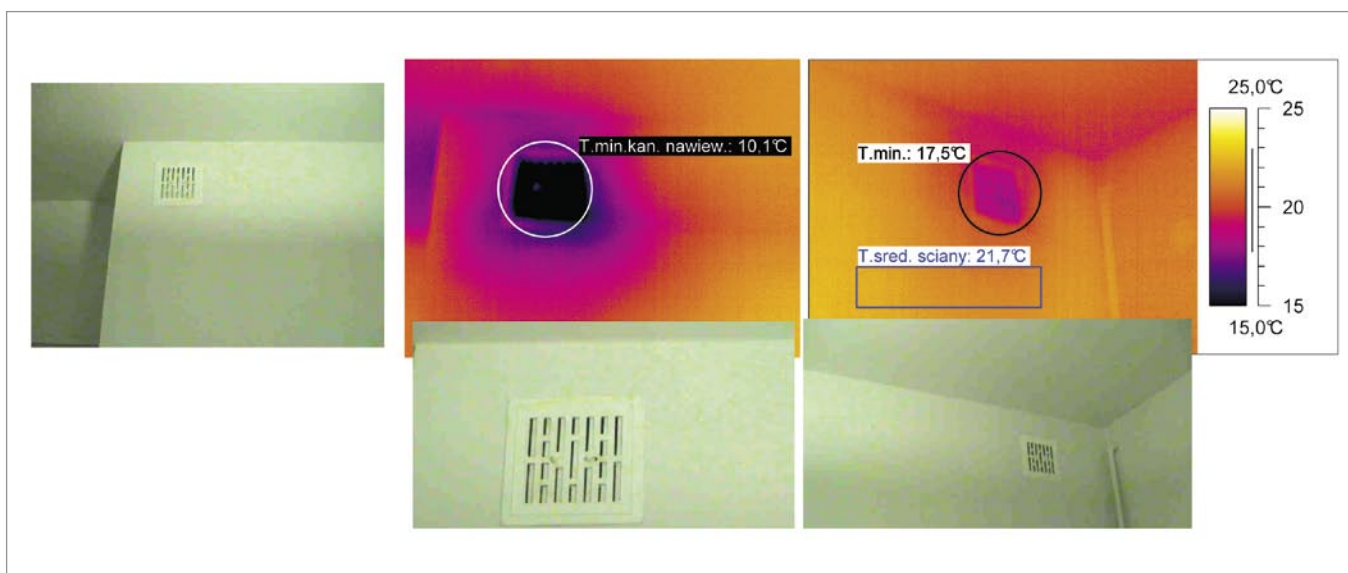 T.min.kan. nawiew.: 10,1°C
T.min.: 17,5°C
T.sred. sciany: 21,7°C
25,0°C
25
20
15
15,0°C